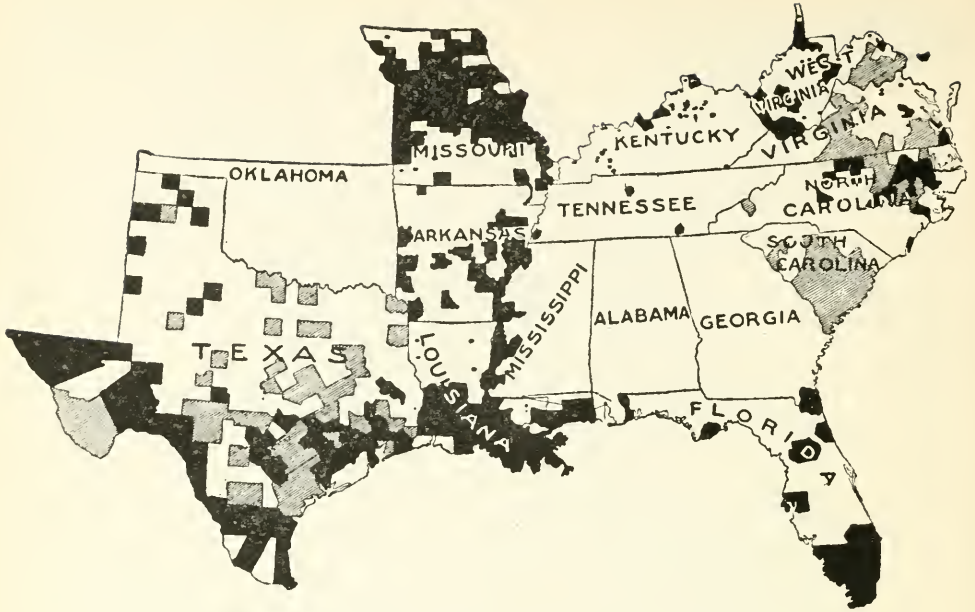 WEST
VIRGINIA
VIRGINIA
KENTUCKY
MISSOURI
OKLAHOMA
TENNESSEE
NORTH
CAROLINA
ARKANSAS
SOUTH
CAROLINA
MISSISSIPPI
ALABAMA
GEORGIA
TEXAS
LOUISIANA
FLORIDA